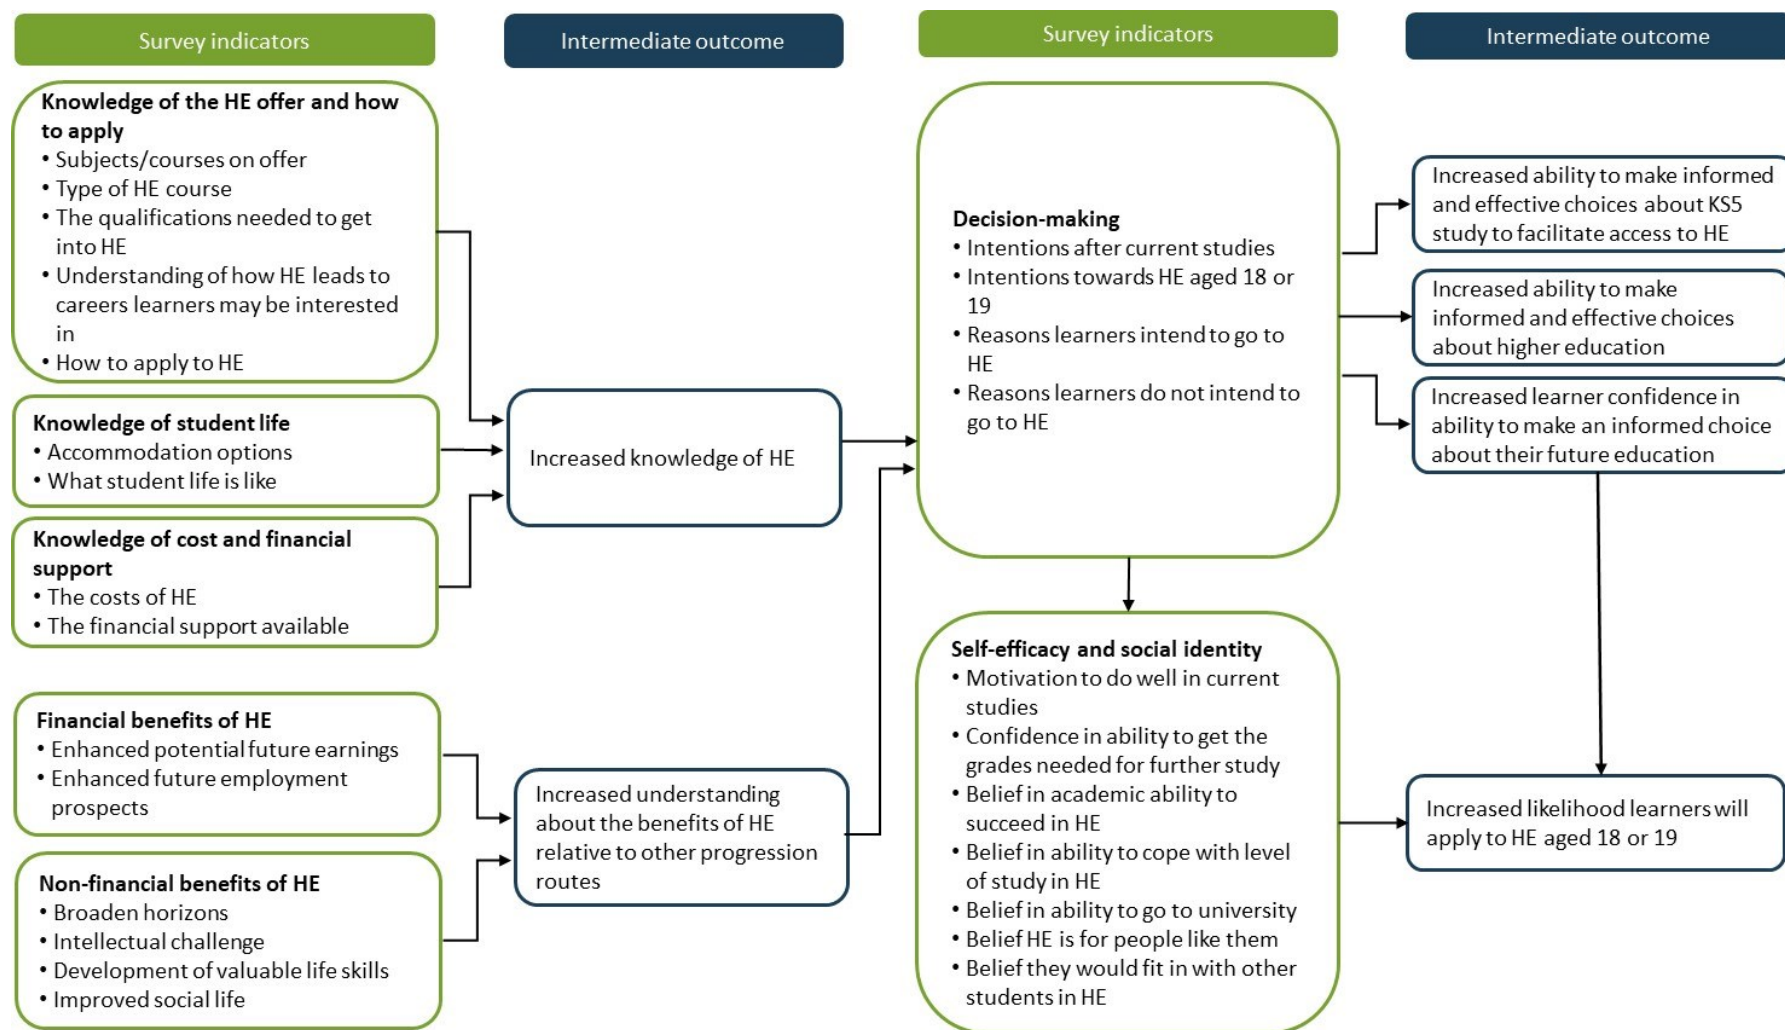 Survey indicators
Intermediate outcome
Survey indicators
Intermediate outcome
Knowledge of the HE offer and how
to apply
• Subjects/courses on offer
• Type of HE course
• The qualifications needed to get
into HE
• Understanding of how HE leads to
careers learners may be interested
in
• How to apply to HE
Knowledge of student life
• Accommodation options
• What student life is like
Knowledge of cost and financial
support
• The costs of HE
• The financial support available
Financial benefits of HE
• Enhanced potential future earnings
• Enhanced future employment
prospects
Non-financial benefits of HE
• Broaden horizons
• Intellectual challenge
• Development of valuable life skills
• Improved social life
Increased knowledge of HE
Increased understanding
about the benefits of HE
relative to other progression
routes
Decision-making
• Intentions after current studies
• Intentions towards HE aged 18 or
19
• Reasons learners intend to go to
HE
• Reasons learners do not intend to
go to HE
Self-efficacy and social identity
• Motivation to do well in current
studies
• Confidence in ability to get the
grades needed for further study
• Belief in academic ability to
succeed in HE
• Belief in ability to cope with level
of study in HE
• Belief in ability to go to university
• Belief HE is for people like them
• Belief they would fit in with other
students in HE
Increased ability to make informed
and effective choices about KS5
study to facilitate access to HE
Increased ability to make
informed and effective choices
about higher education
Increased learner confidence in
ability to make an informed choice
about their future education
Increased likelihood learners will
apply to HE aged 18 or 19